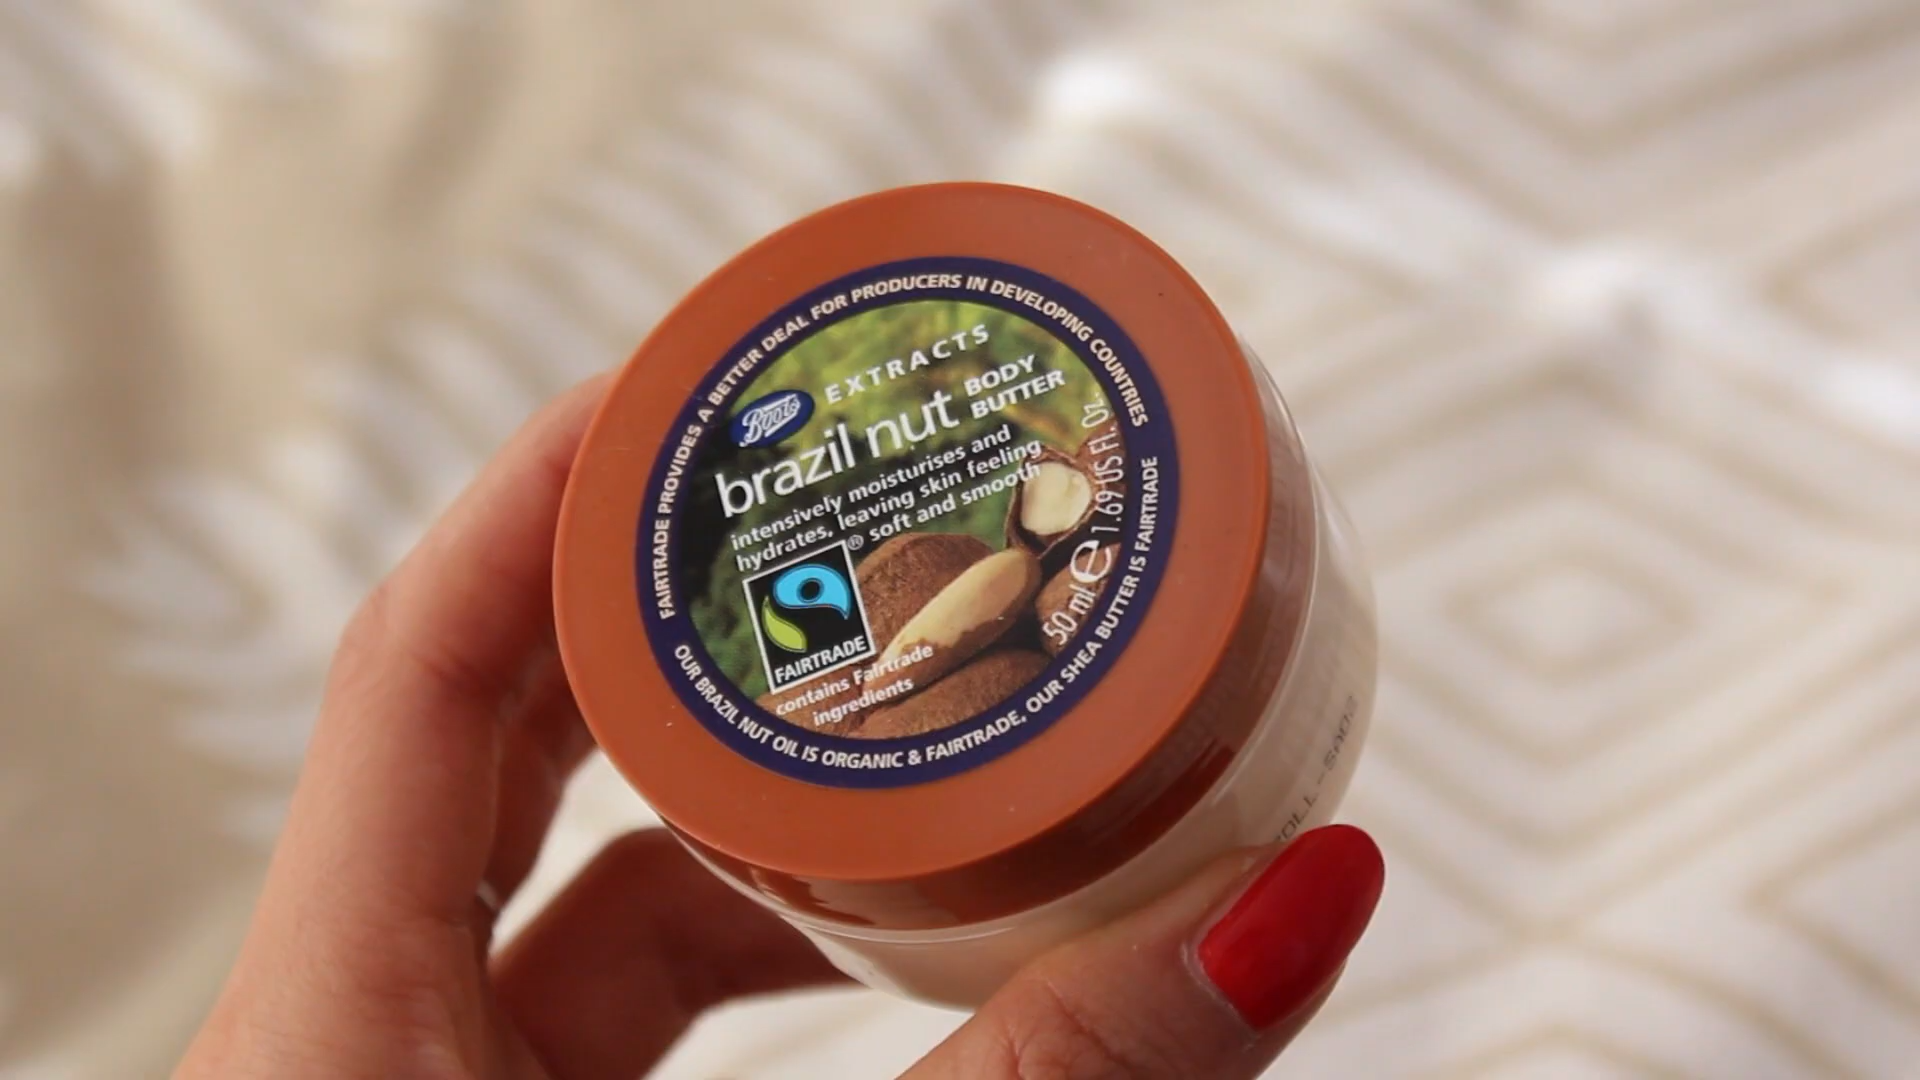 FAIRTRADE PROVIDES A BETTER DEAL FOR PRODUCERS IN DEVELOPING COUNTRIES
Boots EXTRACTS
brazil nut BODY BUTTER
intensively moisturises and
hydrates, leaving skin feeling
® soft and smooth
FAIRTRADE
contains Fairtrade
ingredients
50 ml e 1.69 US Fl. Oz.
OUR BRAZIL NUT OIL IS ORGANIC & FAIRTRADE, OUR SHEA BUTTER IS FAIRTRADE